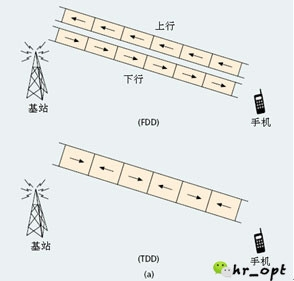 上行
下行
基站
手机
(FDD)
基站
手机
(TDD)
(a)
hr_opt